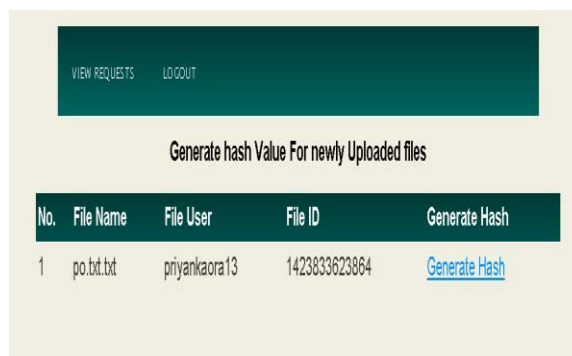 VIEW REQUESTS LOGOUT
Generate hash Value For newly Uploaded files
No. File Name File User File ID Generate Hash
1 po.txt.txt priyankaora13 1423833623864 Generate Hash